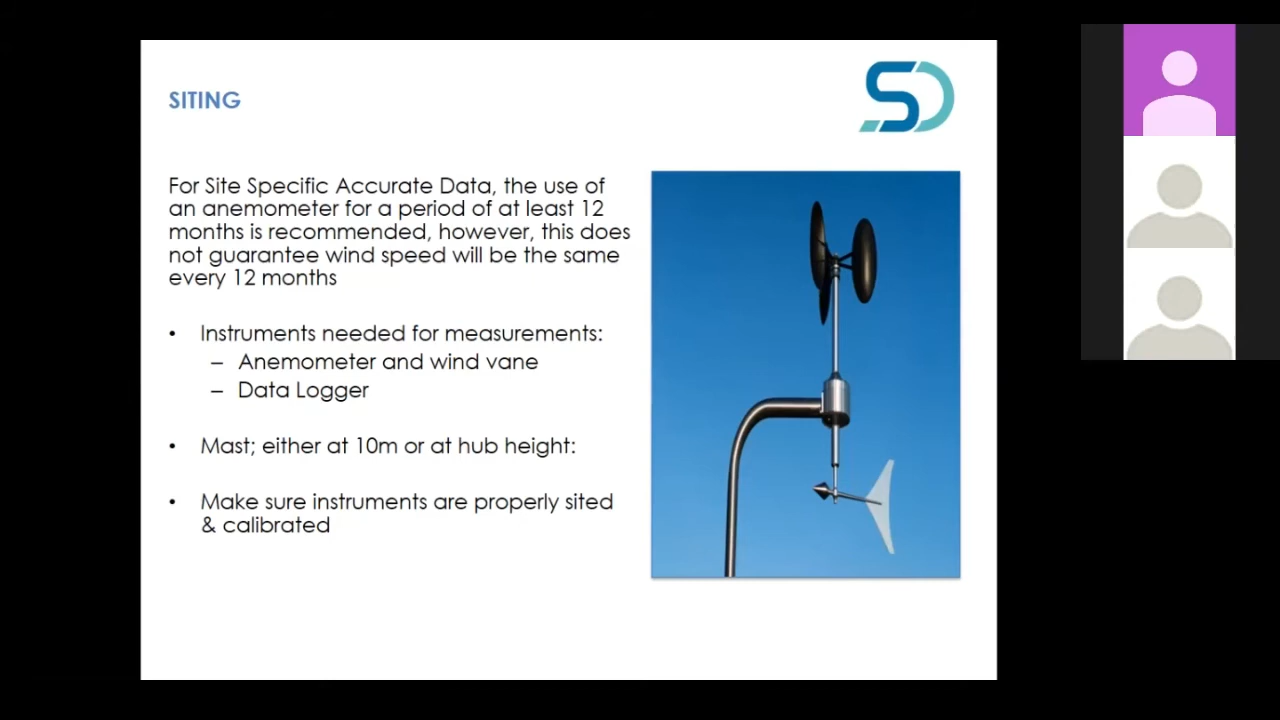 SITING
SD
For Site Specific Accurate Data, the use of
an anemometer for a period of at least 12
months is recommended, however, this does
not guarantee wind speed will be the same
every 12 months
• Instruments needed for measurements:
– Anemometer and wind vane
– Data Logger
• Mast; either at 10m or at hub height:
• Make sure instruments are properly sited
& calibrated